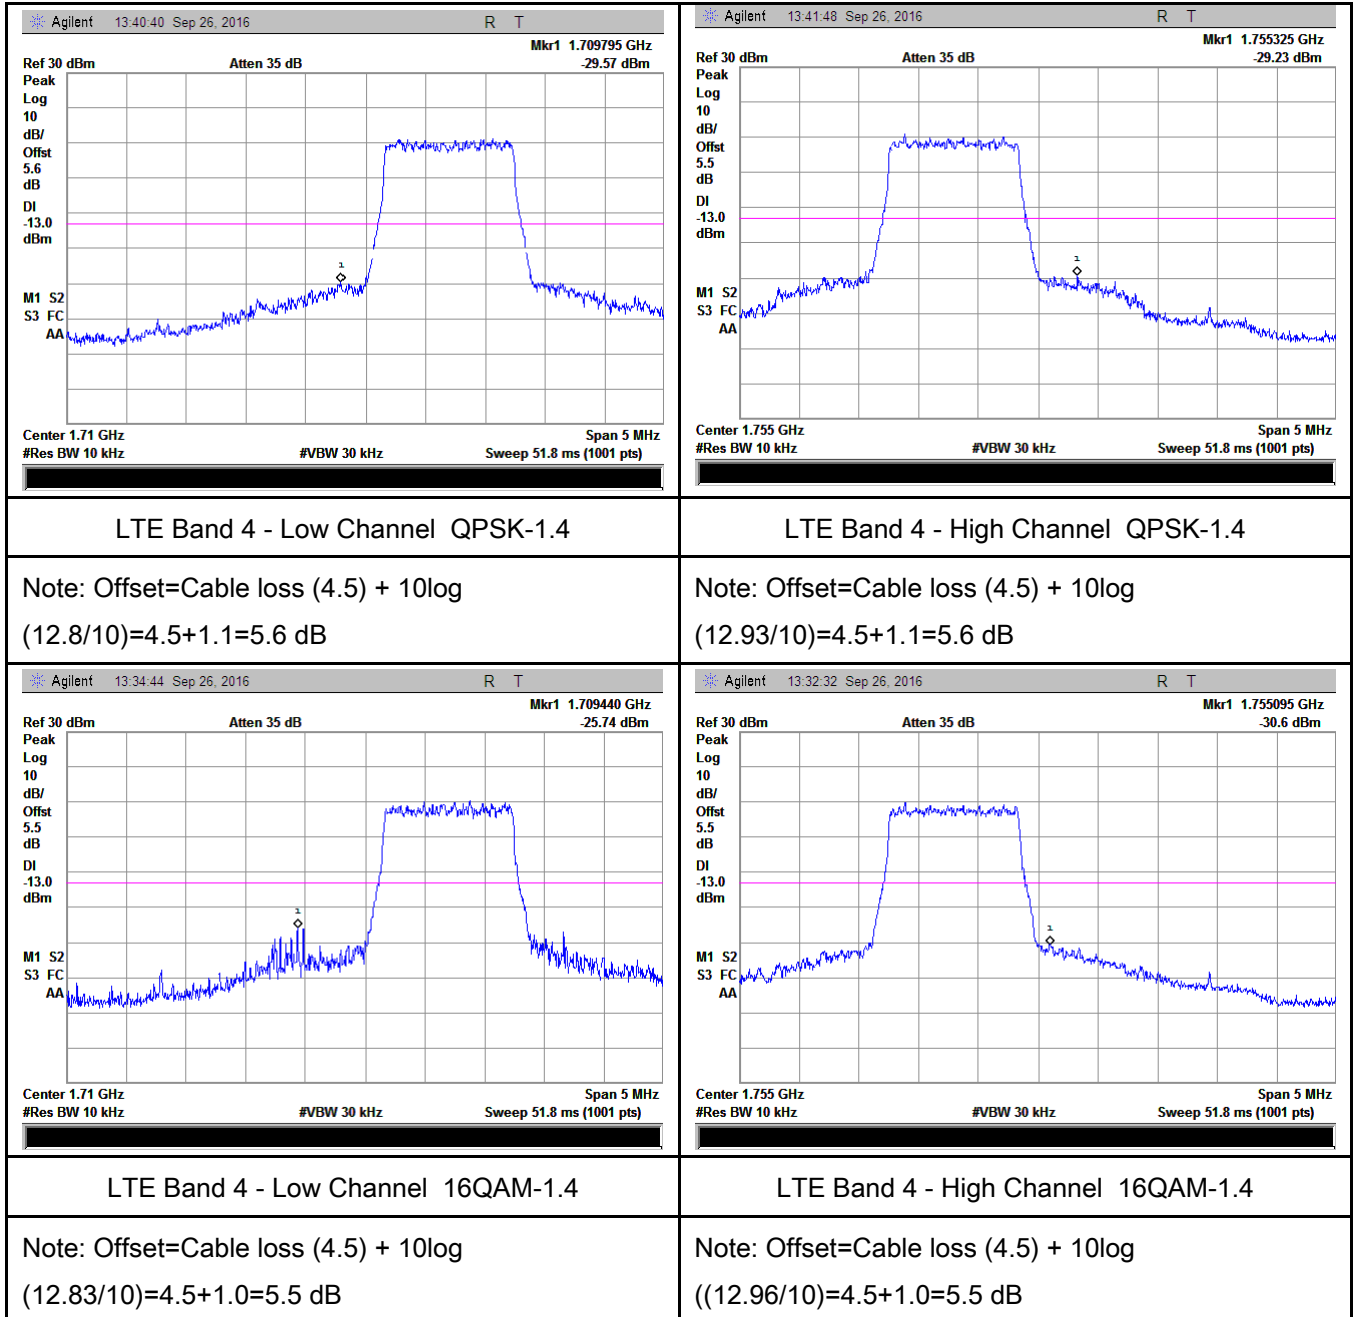 Agilent 13:40:40 Sep 26, 2016 R T
Mkr1 1.709795 GHz
Ref 30 dBm Atten 35 dB -29.57 dBm
Peak
Log
10
dB/
Offst
5.6
dB
DI
-13.0
dBm
M1 S2
S3 FC
AA
1
Center 1.71 GHz Span 5 MHz
#Res BW 10 kHz #VBW 30 kHz Sweep 51.8 ms (1001 pts)
Agilent 13:41:48 Sep 26, 2016 R T
Mkr1 1.755325 GHz
Ref 30 dBm Atten 35 dB -29.23 dBm
Peak
Log
10
dB/
Offst
5.5
dB
DI
-13.0
dBm
M1 S2
S3 FC
AA
1
Center 1.755 GHz Span 5 MHz
#Res BW 10 kHz #VBW 30 kHz Sweep 51.8 ms (1001 pts)
LTE Band 4 - Low Channel QPSK-1.4
LTE Band 4 - High Channel QPSK-1.4
Note: Offset=Cable loss (4.5) + 10log
(12.8/10)=4.5+1.1=5.6 dB
Note: Offset=Cable loss (4.5) + 10log
(12.93/10)=4.5+1.1=5.6 dB
Agilent 13:34:44 Sep 26, 2016 R T
Mkr1 1.709440 GHz
Ref 30 dBm Atten 35 dB -25.74 dBm
Peak
Log
10
dB/
Offst
5.5
dB
DI
-13.0
dBm
M1 S2
S3 FC
AA
1
Center 1.71 GHz Span 5 MHz
#Res BW 10 kHz #VBW 30 kHz Sweep 51.8 ms (1001 pts)
Agilent 13:32:32 Sep 26, 2016 R T
Mkr1 1.755095 GHz
Ref 30 dBm Atten 35 dB -30.6 dBm
Peak
Log
10
dB/
Offst
5.5
dB
DI
-13.0
dBm
M1 S2
S3 FC
AA
1
Center 1.755 GHz Span 5 MHz
#Res BW 10 kHz #VBW 30 kHz Sweep 51.8 ms (1001 pts)
LTE Band 4 - Low Channel 16QAM-1.4
LTE Band 4 - High Channel 16QAM-1.4
Note: Offset=Cable loss (4.5) + 10log
(12.83/10)=4.5+1.0=5.5 dB
Note: Offset=Cable loss (4.5) + 10log
((12.96/10)=4.5+1.0=5.5 dB